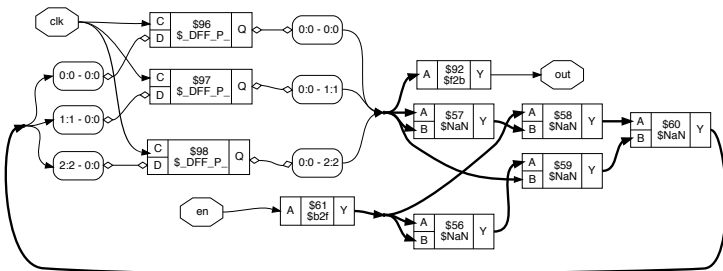 clk
C
D
$96
$_DFF_P_
Q
0:0 - 0:0
0:0 - 0:0
C
D
$97
$_DFF_P_
Q
0:0 - 1:1
1:1 - 0:0
C
D
$98
$_DFF_P_
Q
0:0 - 2:2
2:2 - 0:0
A
$92
$f2b
Y
out
A
B
$57
$NaN
Y
A
B
$58
$NaN
Y
A
B
$60
$NaN
Y
A
B
$59
$NaN
Y
en
A
$61
$b2f
Y
A
B
$56
$NaN
Y